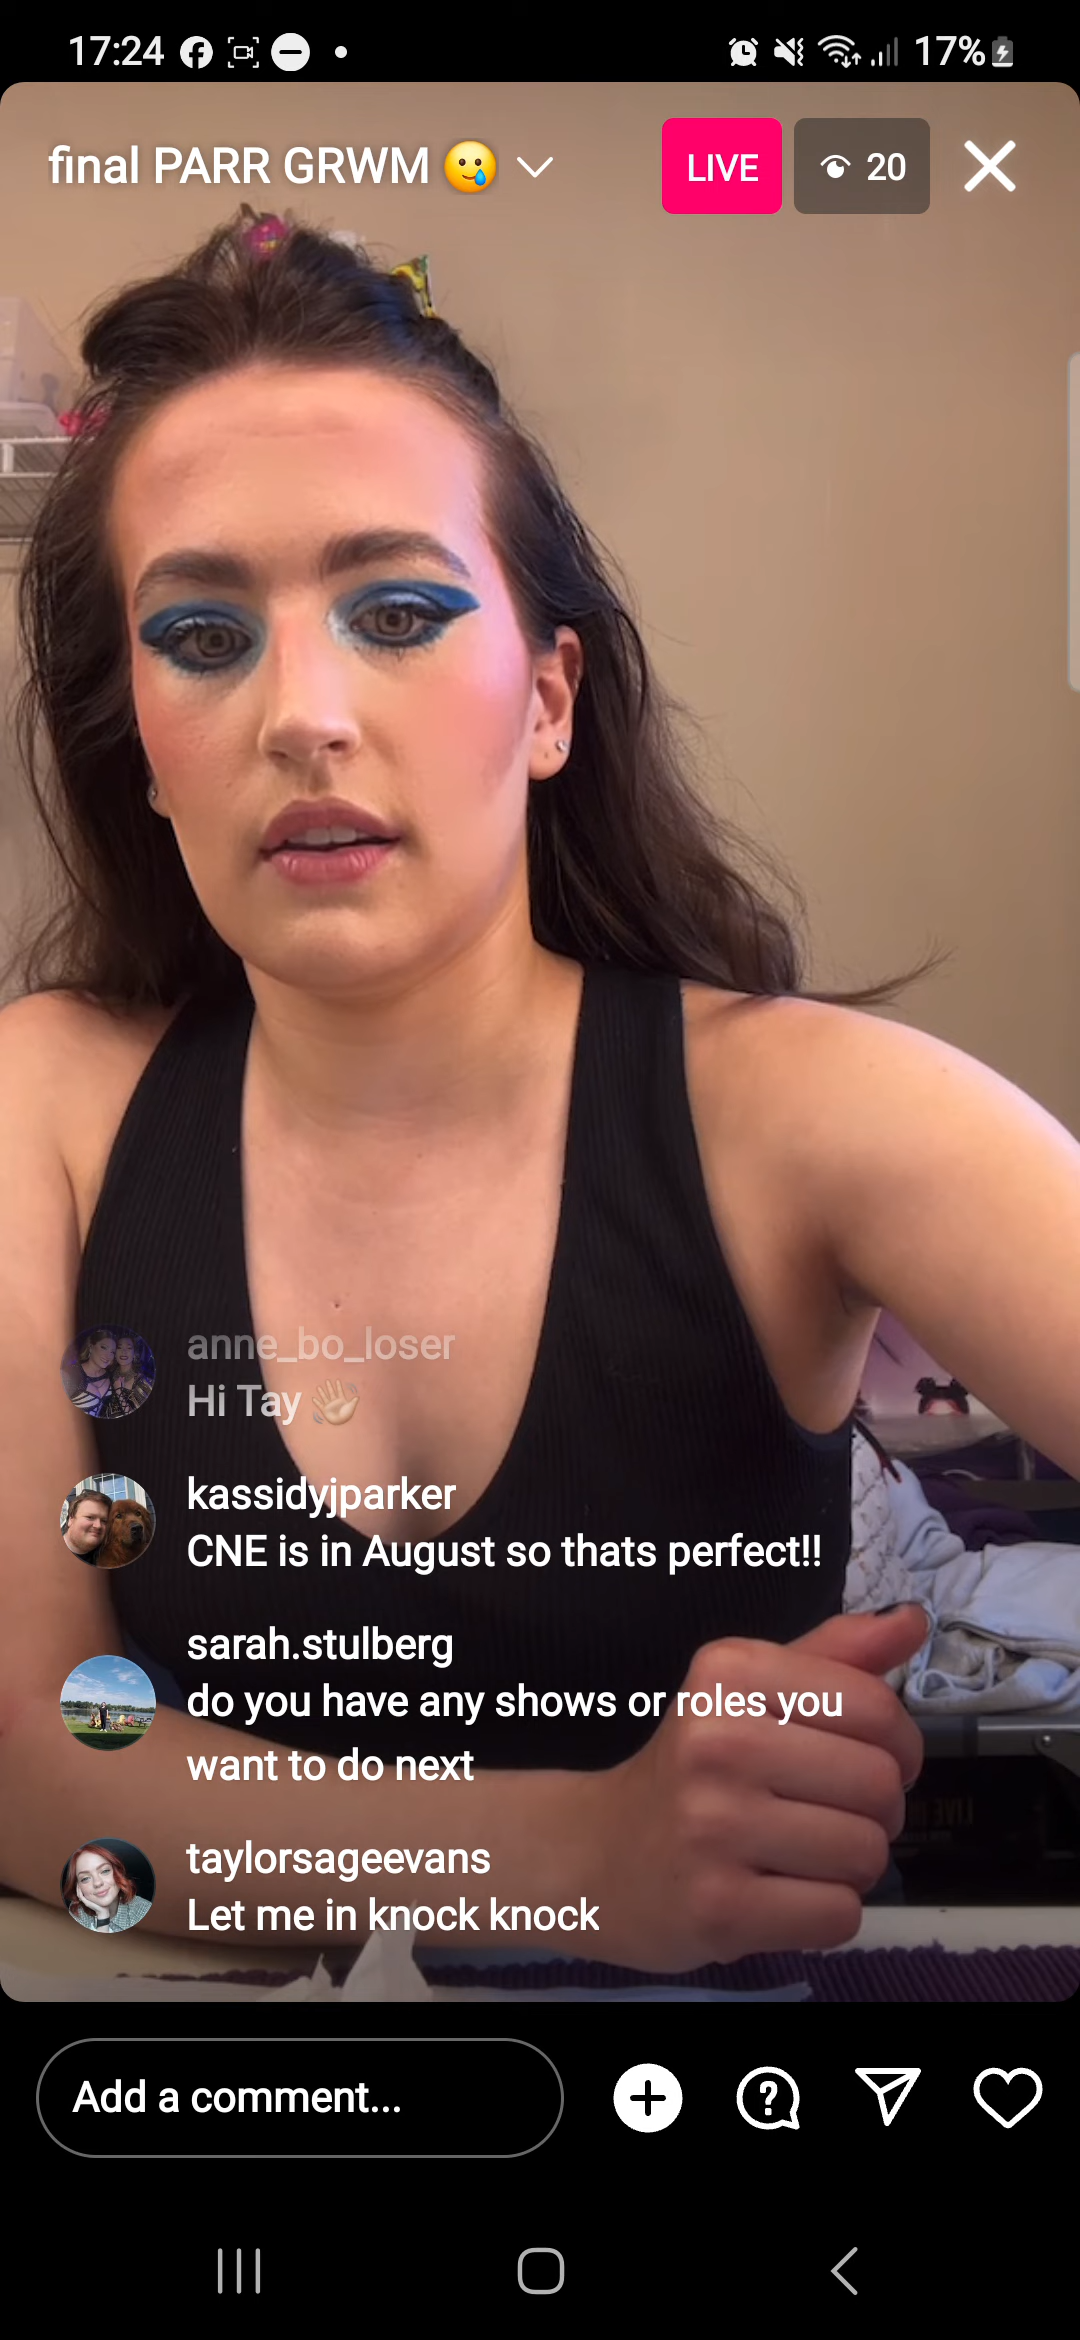 17:24
17%
final PARR GRWM 🥲
LIVE
20
anne_bo_loser
Hi Tay 👋🏼
kassidyjparker
CNE is in August so thats perfect!!
sarah.stulberg
do you have any shows or roles you
want to do next
taylorsageevans
Let me in knock knock
Add a comment...